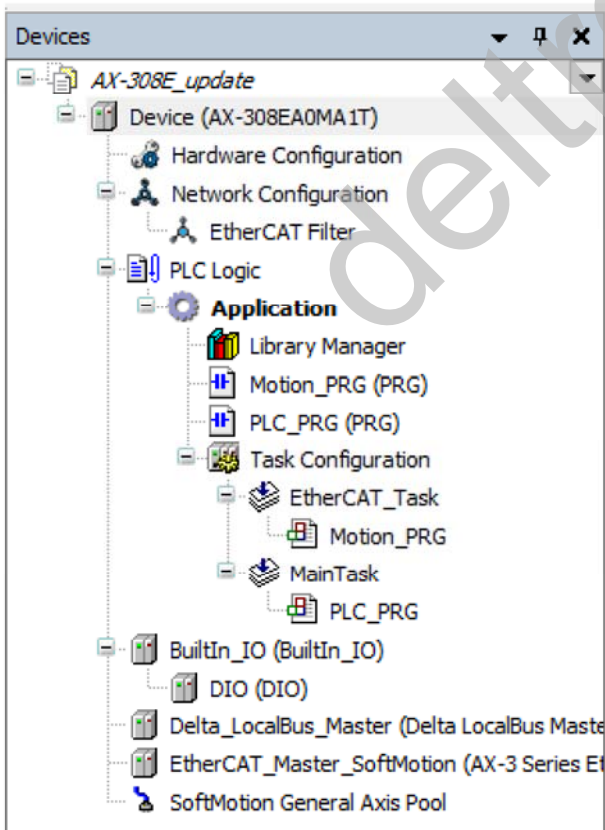 Devices
AX-308E_update
Device (AX-308EA0MA1T)
Hardware Configuration
Network Configuration
EtherCAT Filter
PLC Logic
Application
Library Manager
Motion_PRG (PRG)
PLC_PRG (PRG)
Task Configuration
EtherCAT_Task
Motion_PRG
MainTask
PLC_PRG
BuiltIn_IO (BuiltIn_IO)
DIO (DIO)
Delta_LocalBus_Master (Delta LocalBus Maste
EtherCAT_Master_SoftMotion (AX-3 Series Et
SoftMotion General Axis Pool
deltr